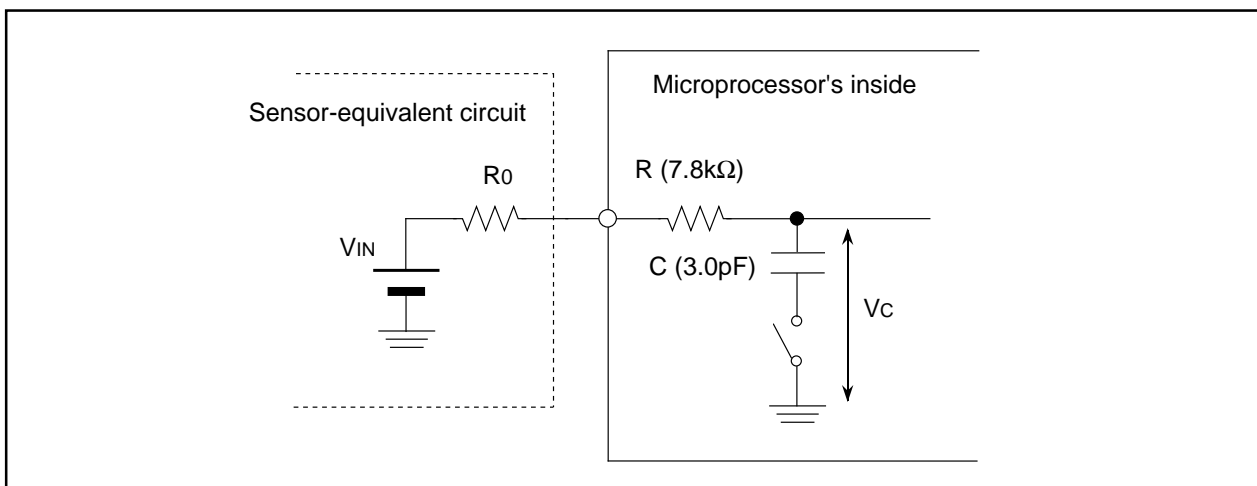 Microprocessor's inside
Sensor-equivalent circuit
R0
R (7.8kΩ)
VIN
C (3.0pF)
VC